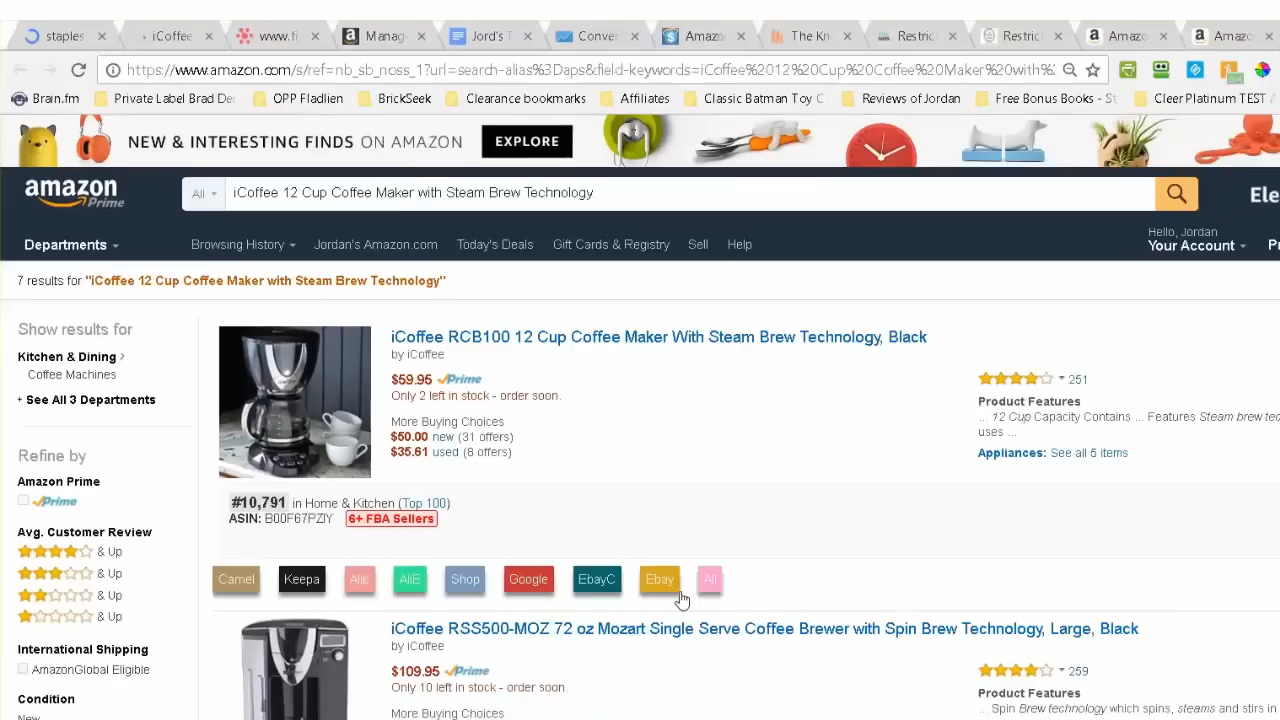 staples
iCoffee
www.fi
Manag
Jord's T
Conver
Amazo
The Kn
Restric
Restric
Amazo
Amazo
https://www.amazon.com/s/ref=nb_sb_noss_1?url=search-alias%3Daps&field-keywords=iCoffee%2012%20Cup%20Coffee%20Maker%20with%
Brain.fm
Private Label Brad De
OPP Fladlien
BrickSeek
Clearance bookmarks
Affiliates
Classic Batman Toy C
Reviews of Jordan
Free Bonus Books - St
Cleer Platinum TEST A
NEW & INTERESTING FINDS ON AMAZON EXPLORE
amazon Prime
All
iCoffee 12 Cup Coffee Maker with Steam Brew Technology
Ele
Departments
Browsing History
Jordan's Amazon.com
Today's Deals
Gift Cards & Registry
Sell
Help
Hello, Jordan
Your Account
7 results for "iCoffee 12 Cup Coffee Maker with Steam Brew Technology"
Show results for
Kitchen & Dining ›
Coffee Machines
+ See All 3 Departments
Refine by
Amazon Prime
Prime
Avg. Customer Review
& Up
& Up
& Up
& Up
International Shipping
AmazonGlobal Eligible
Condition
New
iCoffee RCB100 12 Cup Coffee Maker With Steam Brew Technology, Black
by iCoffee
$59.95 Prime
Only 2 left in stock - order soon.
More Buying Choices
$50.00 new (31 offers)
$35.61 used (8 offers)
251
Product Features
... 12 Cup Capacity Contains ... Features Steam brew tec
uses ...
Appliances: See all 5 items
#10,791 in Home & Kitchen (Top 100)
ASIN: B00F67PZIY 6+ FBA Sellers
Camel
Keepa
AliE
Shop
Google
EbayC
Ebay
All
iCoffee RSS500-MOZ 72 oz Mozart Single Serve Coffee Brewer with Spin Brew Technology, Large, Black
by iCoffee
$109.95 Prime
Only 10 left in stock - order soon.
More Buying Choices
259
Product Features
... Spin Brew technology which spins, steams and stirs in